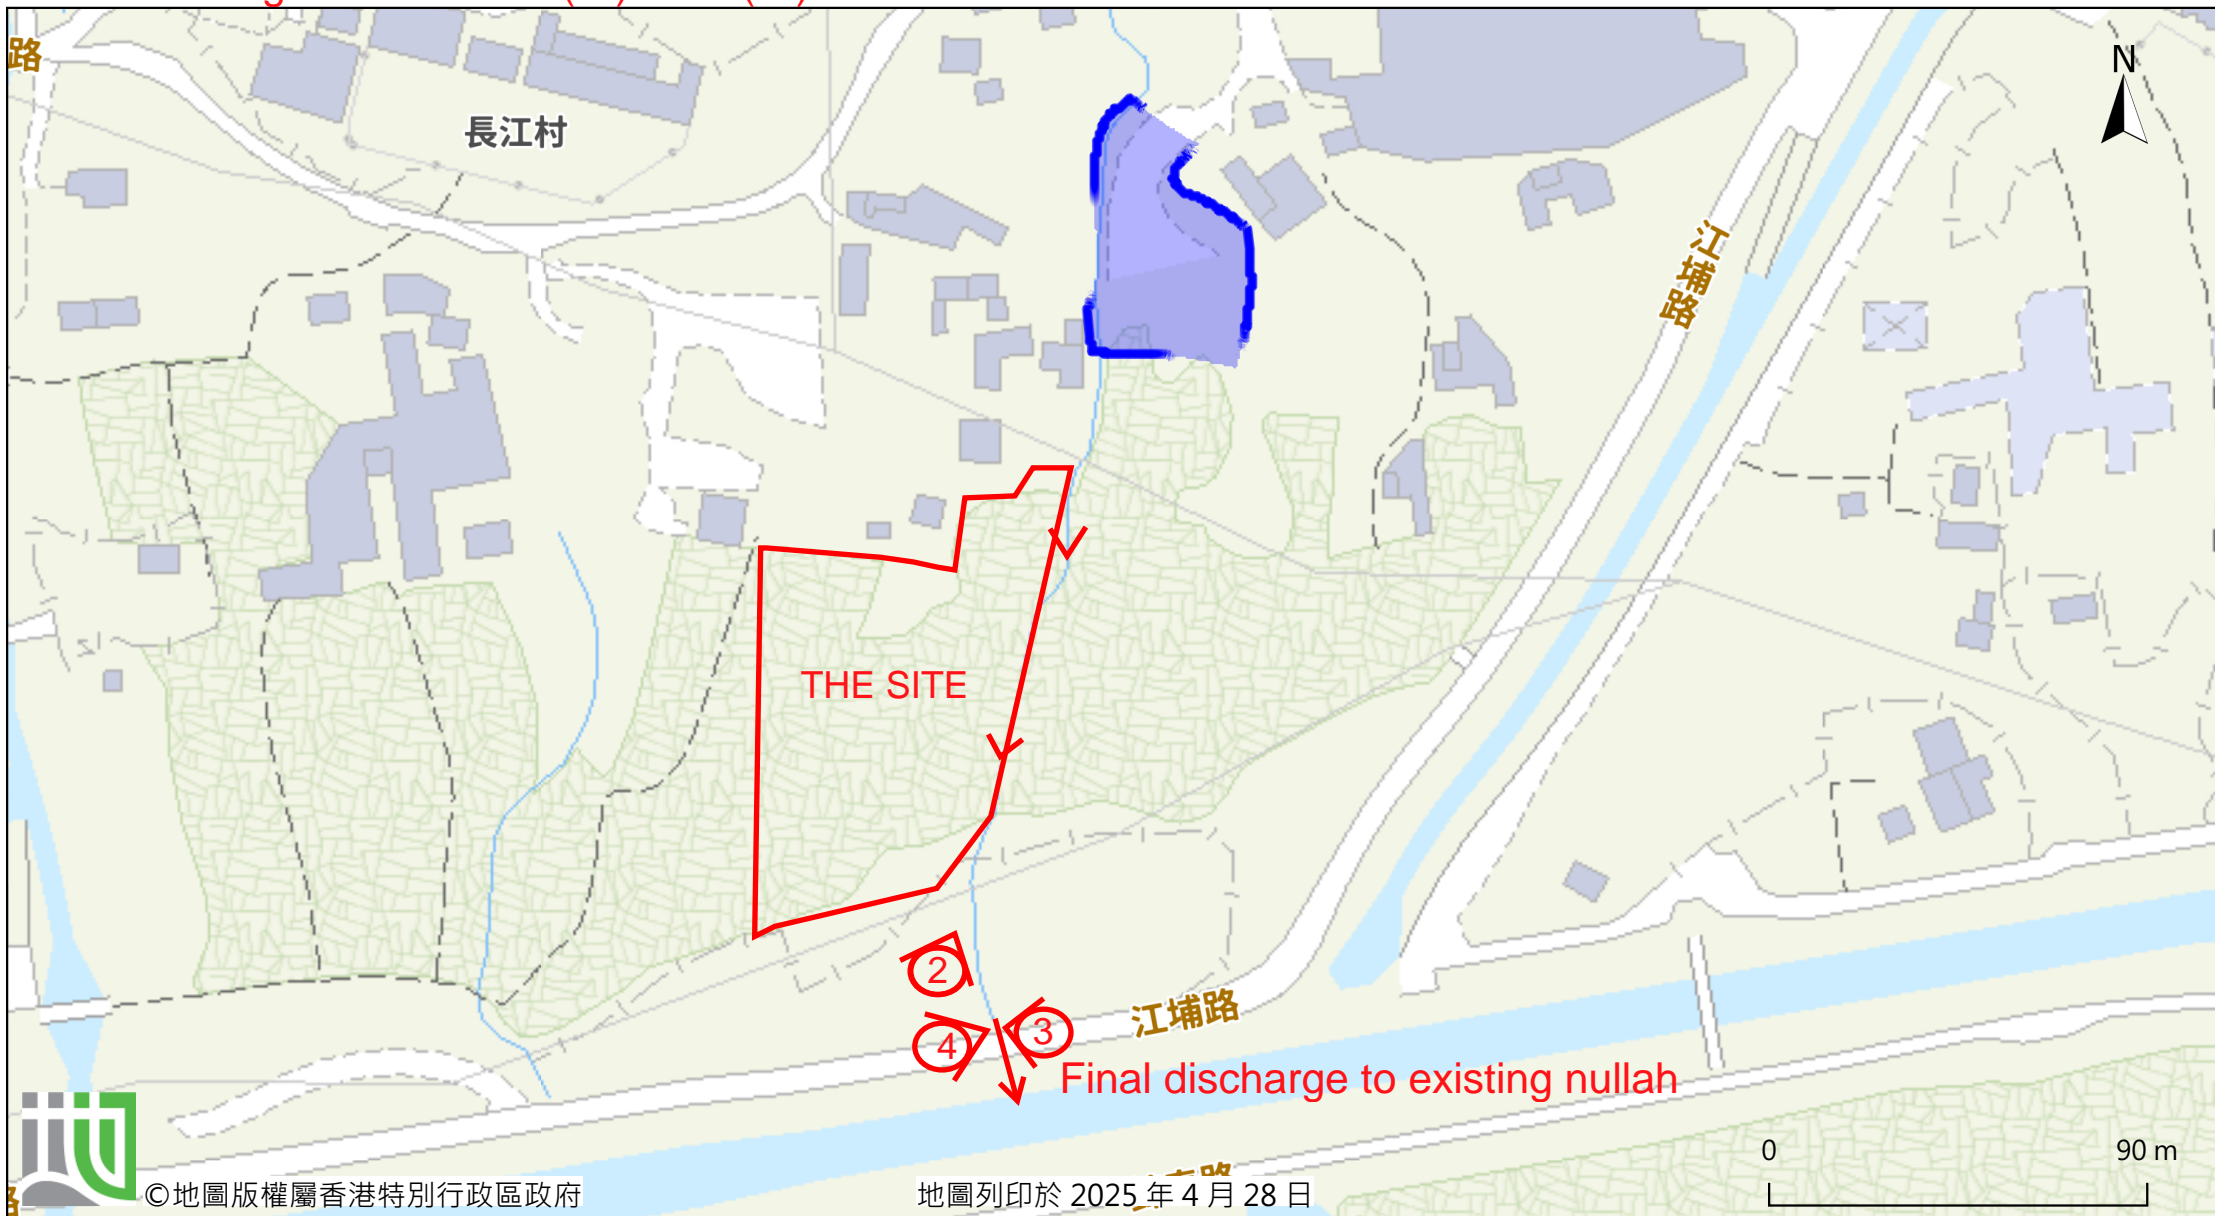 路
N
長江村
江埔路
THE SITE
2
江埔路
4
3
Final discharge to existing nullah
0 90 m
©地圖版權屬香港特別行政區政府
地圖列印於 2025 年 4 月 28 日